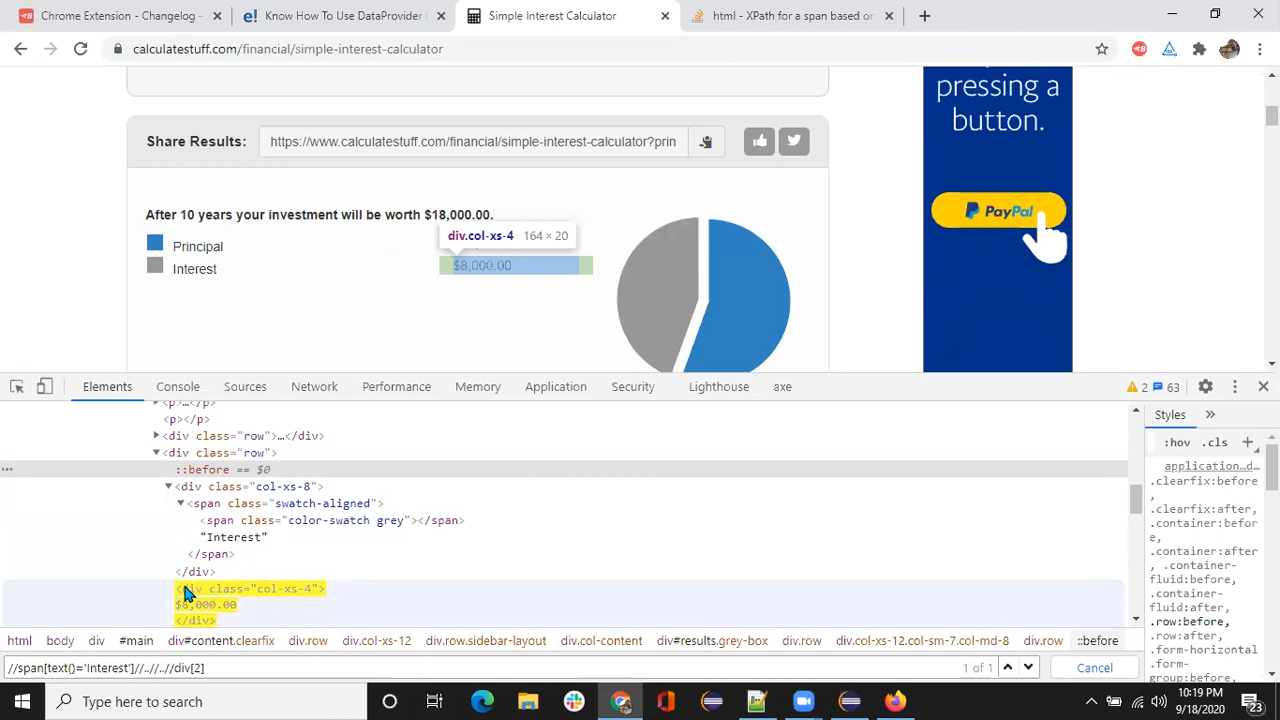 Chrome Extension - Changelog -
Know How To Use DataProvider
Simple Interest Calculator
html - XPath for a span based or
calculatestuff.com/financial/simple-interest-calculator
pressing a
button.
PayPal
Share Results:
https://www.calculatestuff.com/financial/simple-interest-calculator?prin
After 10 years your investment will be worth $18,000.00.
div.col-xs-4 164 × 20
Principal
Interest
$8,000.00
Elements
Console
Sources
Network
Performance
Memory
Application
Security
Lighthouse
axe
2
63
<p>…</p>
<p></p>
<div class="row">…</div>
<div class="row">
::before == $0
<div class="col-xs-8">
<span class="swatch-aligned">
<span class="color-swatch grey"></span>
"Interest"
</span>
</div>
<div class="col-xs-4">
$8,000.00
</div>
Styles
:hov .cls
application…d…
.clearfix:before
,
.clearfix:after,
.container:befo
re,
.container:after
, .container-
fluid:before,
.container-
fluid:after,
.row:before,
.row:after,
.form-horizontal
.form-
group:before,
html body div #main div#content.clearfix div.row div.col-xs-12 div.row.sidebar-layout div.col-content div#results.grey-box div.row div.col-xs-12.col-sm-7.col-md-8 div.row ::before
//span[text()='Interest']//..//..//div[2]
1 of 1
Cancel
Type here to search
10:19 PM
9/18/2020
23